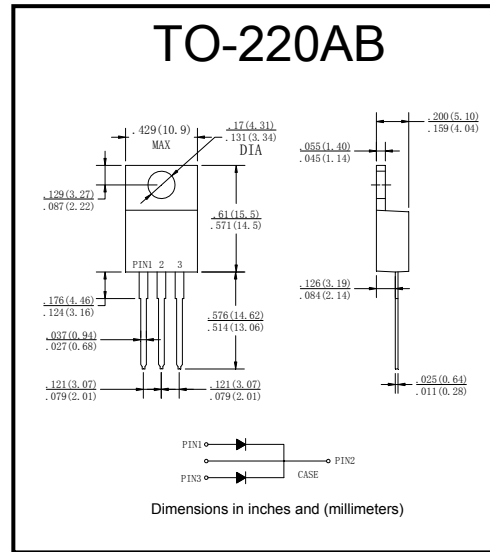 TO-220AB
.429(10.9)
MAX
.17(4.31)
.131(3.34)
DIA
.200(5.10)
.159(4.04)
.055(1.40)
.045(1.14)
.129(3.27)
.087(2.22)
.61(15.5)
.571(14.5)
PIN1 2 3
.176(4.46)
.124(3.16)
.126(3.19)
.084(2.14)
.576(14.62)
.514(13.06)
.037(0.94)
.027(0.68)
.121(3.07)
.079(2.01)
.121(3.07)
.079(2.01)
.025(0.64)
.011(0.28)
PIN1
PIN2
PIN3
CASE
Dimensions in inches and (millimeters)